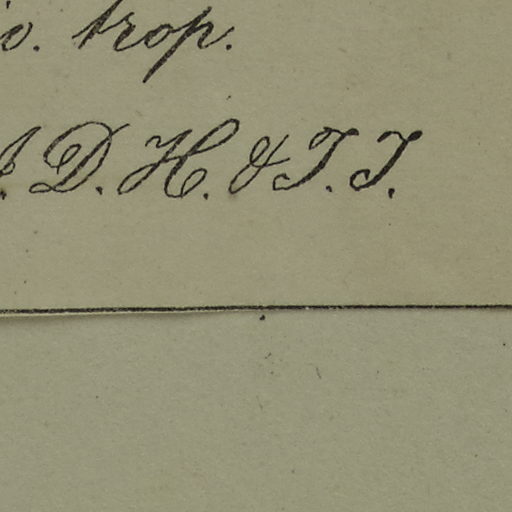 trop.
D. H. & T. T.